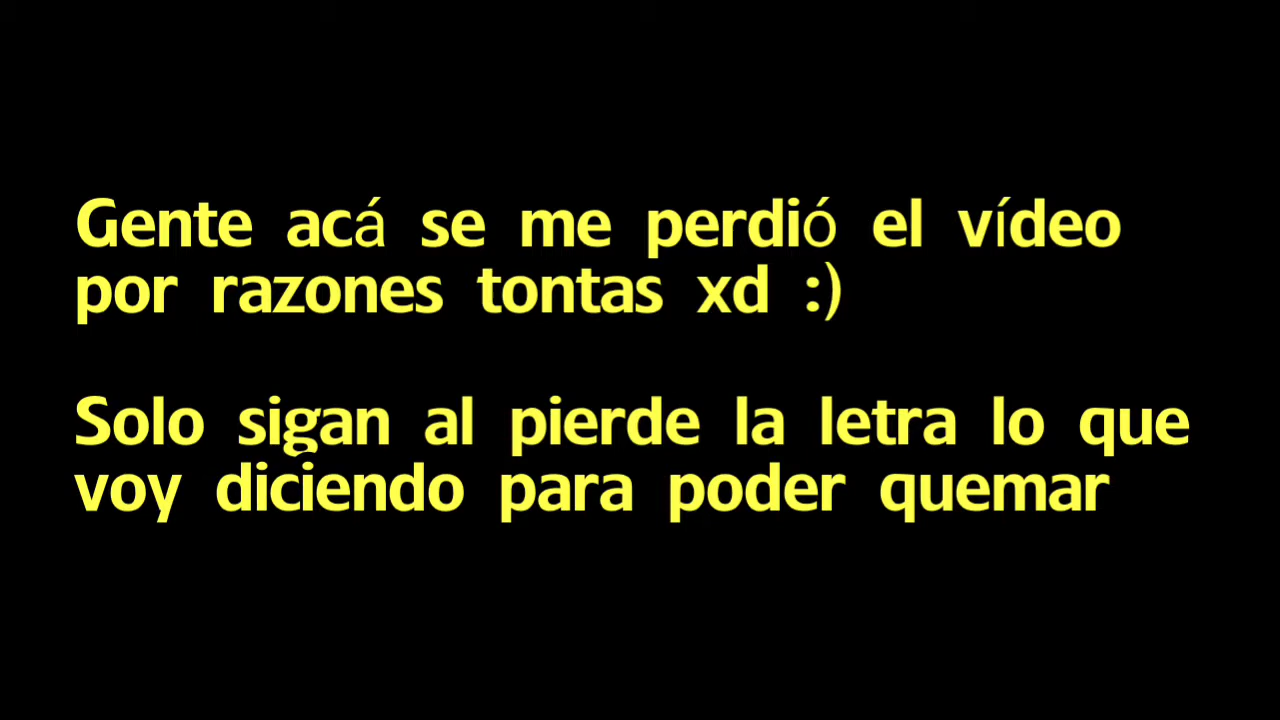 Gente acá se me perdió el vídeo
por razones tontas xd :)
Solo sigan al pierde la letra lo que
voy diciendo para poder quemar